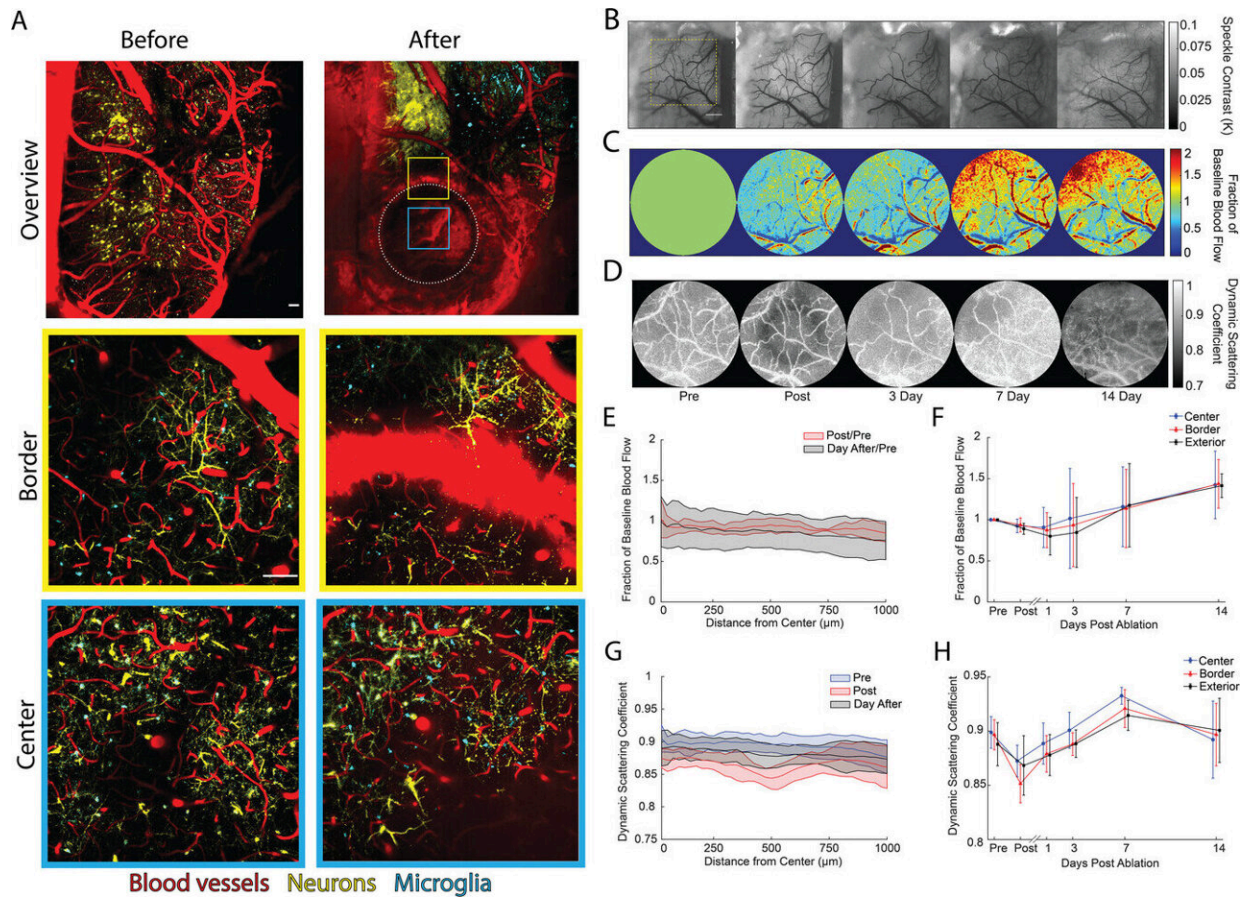 A
Before
After
Overview
Border
Center
Blood vessels Neurons Microglia
B
0.1
0.075
0.05
0.025
0
Speckle Contrast (K)
C
2
1.5
1
0.5
0
Fraction of
Baseline Blood Flow
D
1
0.9
0.8
0.7
Dynamic Scattering
Coefficient
Pre Post 3 Day 7 Day 14 Day
E
Fraction of Baseline Blood Flow
2
1.5
1
0.5
0
Post/Pre
Day After/Pre
0 250 500 750 1000
Distance from Center (µm)
F
Fraction of Baseline Blood Flow
2
1.5
1
0.5
0
Center
Border
Exterior
Pre Post 1 3 7 14
Days Post Ablation
G
Dynamic Scattering Coefficient
1
0.95
0.9
0.85
0.8
0.75
Pre
Post
Day After
0 250 500 750 1000
Distance from Center (µm)
H
Dynamic Scattering Coefficient
0.95
0.9
0.85
0.8
Center
Border
Exterior
Pre Post 1 3 7 14
Days Post Ablation